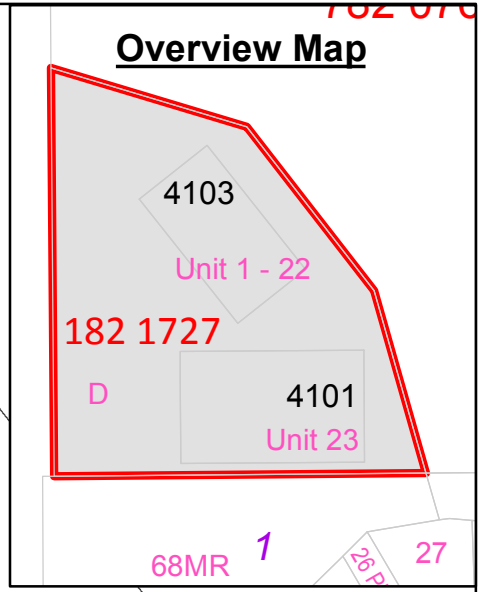 Overview Map
4103
Unit 1 - 22
182 1727
D
4101
Unit 23
1
68MR
27